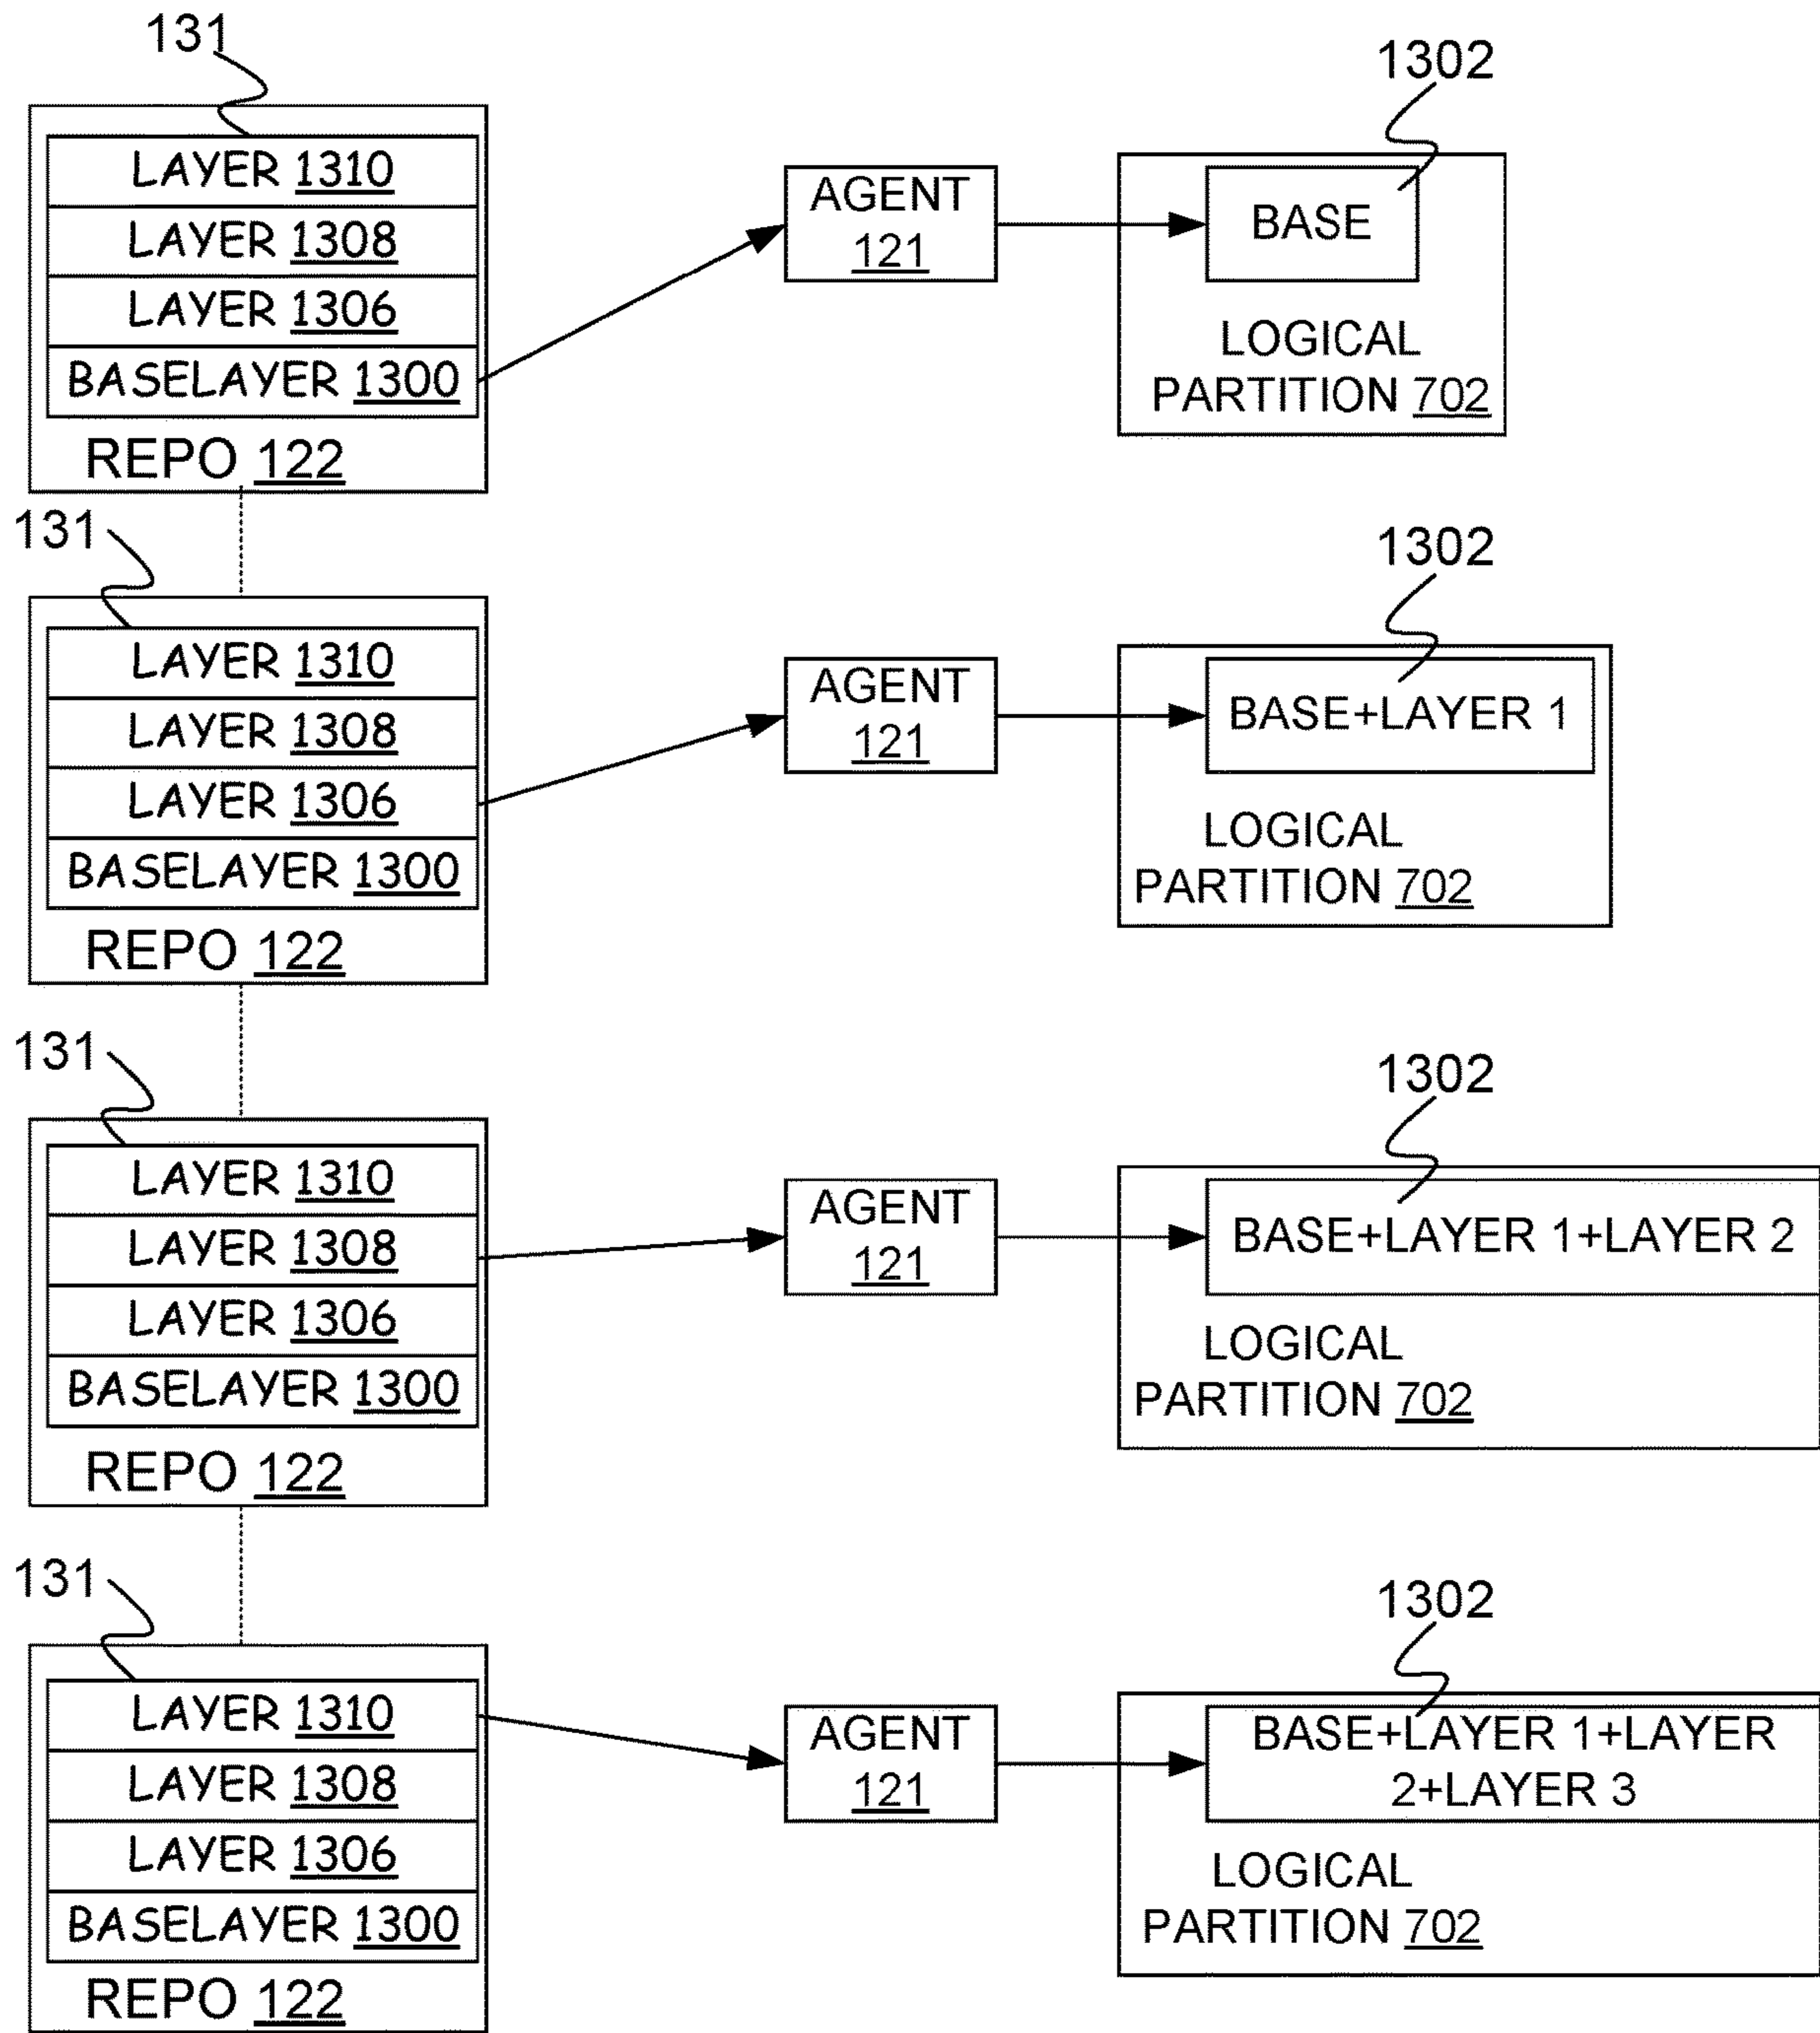 131
1302
LAYER 1310
LAYER 1308
LAYER 1306
BASELAYER 1300
REPO 122
AGENT
121
BASE
LOGICAL
PARTITION 702
131
1302
LAYER 1310
LAYER 1308
LAYER 1306
BASELAYER 1300
REPO 122
AGENT
121
BASE+LAYER 1
LOGICAL
PARTITION 702
131
1302
LAYER 1310
LAYER 1308
LAYER 1306
BASELAYER 1300
REPO 122
AGENT
121
BASE+LAYER 1+LAYER 2
LOGICAL
PARTITION 702
131
1302
LAYER 1310
LAYER 1308
LAYER 1306
BASELAYER 1300
REPO 122
AGENT
121
BASE+LAYER 1+LAYER
2+LAYER 3
LOGICAL
PARTITION 702